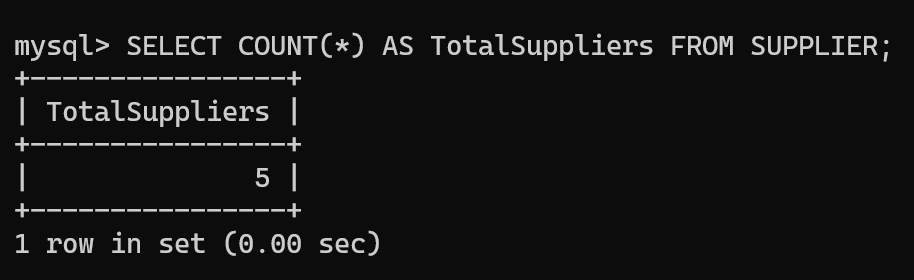 mysql> SELECT COUNT(*) AS TotalSuppliers FROM SUPPLIER;
+----------------+
| TotalSuppliers |
+----------------+
|              5 |
+----------------+
1 row in set (0.00 sec)